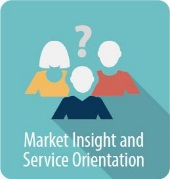 ?
Market Insight and
Service Orientation